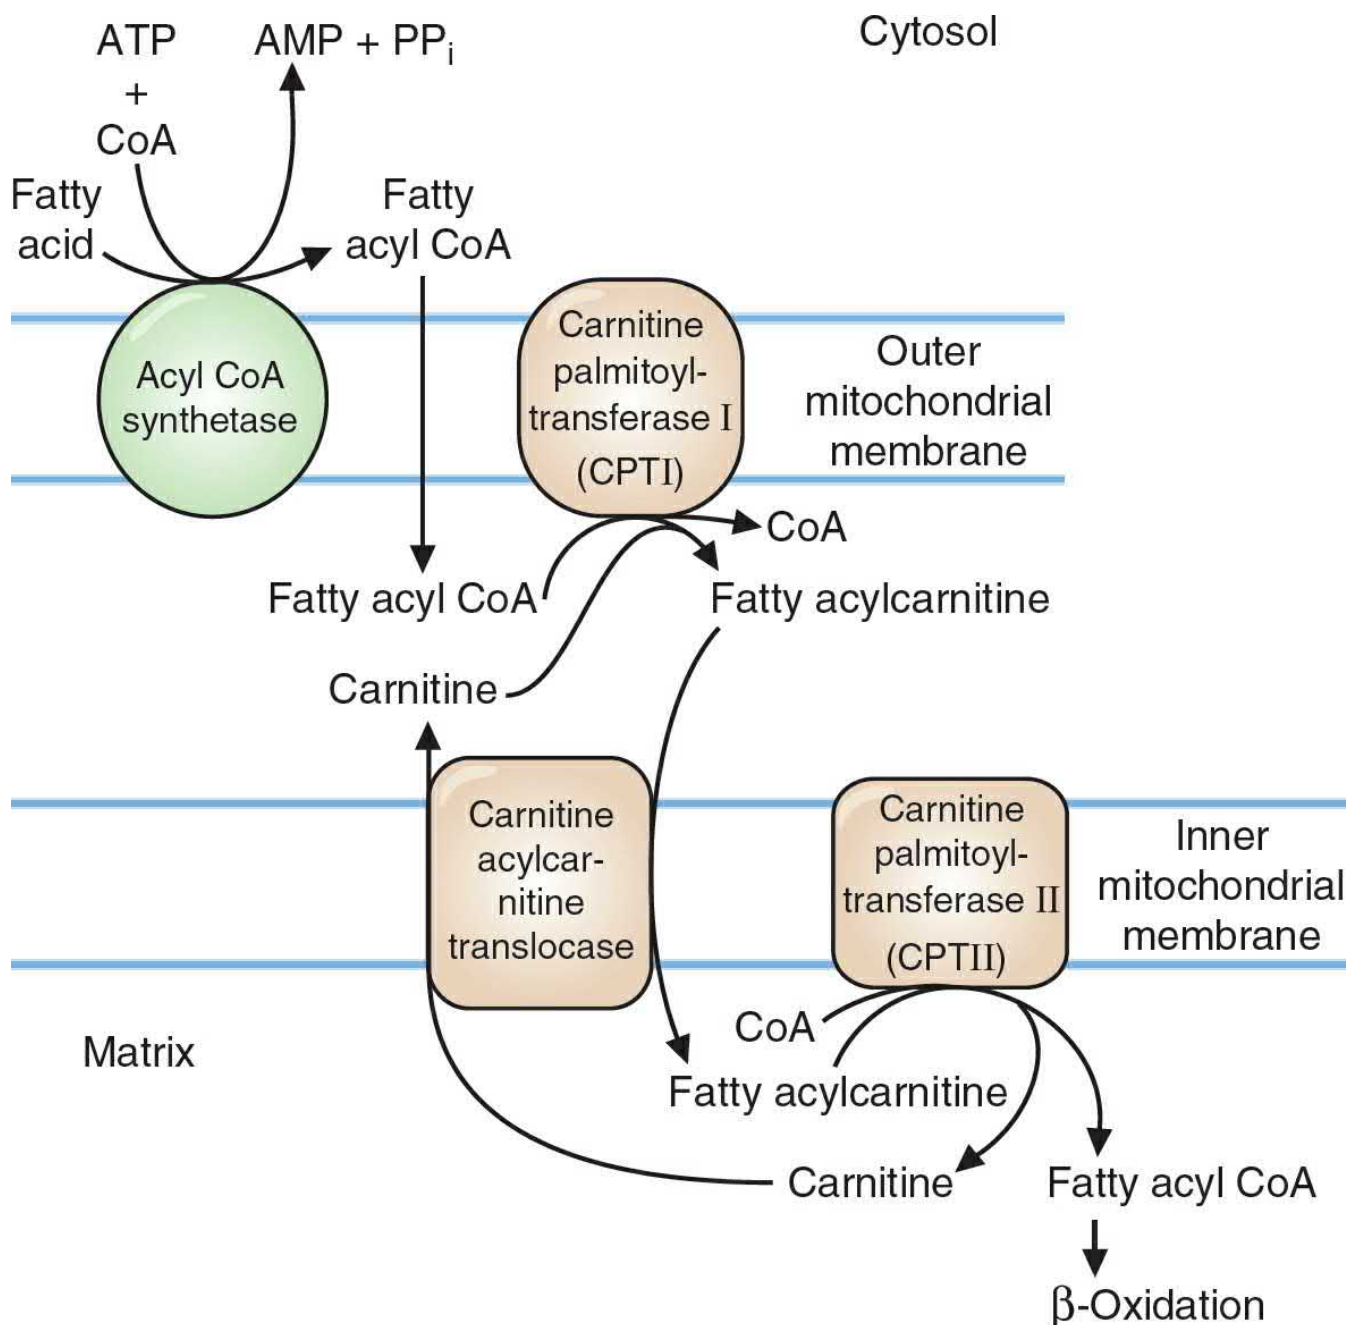 ATP
+
CoA
AMP + PPi
Cytosol
Fatty
acid
Fatty
acyl CoA
Acyl CoA
synthetase
Carnitine
palmitoyl-
transferase I
(CPTI)
Outer
mitochondrial
membrane
CoA
Fatty acyl CoA
Fatty acylcarnitine
Carnitine
Carnitine
acylcar-
nitine
translocase
Carnitine
palmitoyl-
transferase II
(CPTII)
Inner
mitochondrial
membrane
Matrix
CoA
Fatty acylcarnitine
Carnitine
Fatty acyl CoA
β-Oxidation